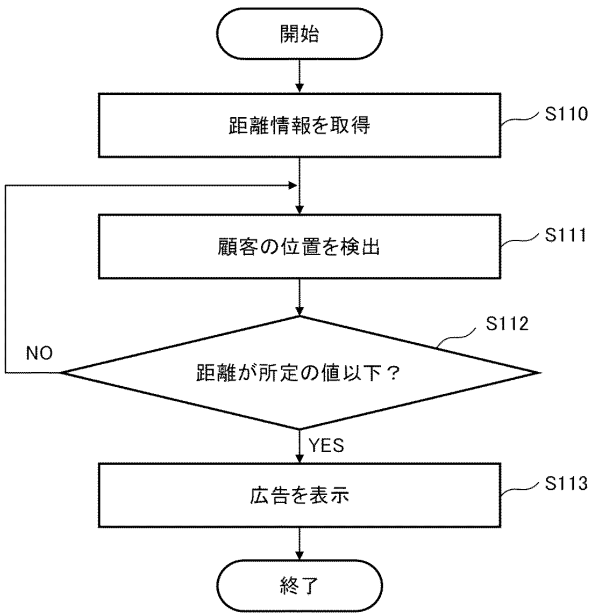 開始
距離情報を取得
S110
顧客の位置を検出
S111
S112
距離が所定の値以下？
NO
YES
広告を表示
S113
終了